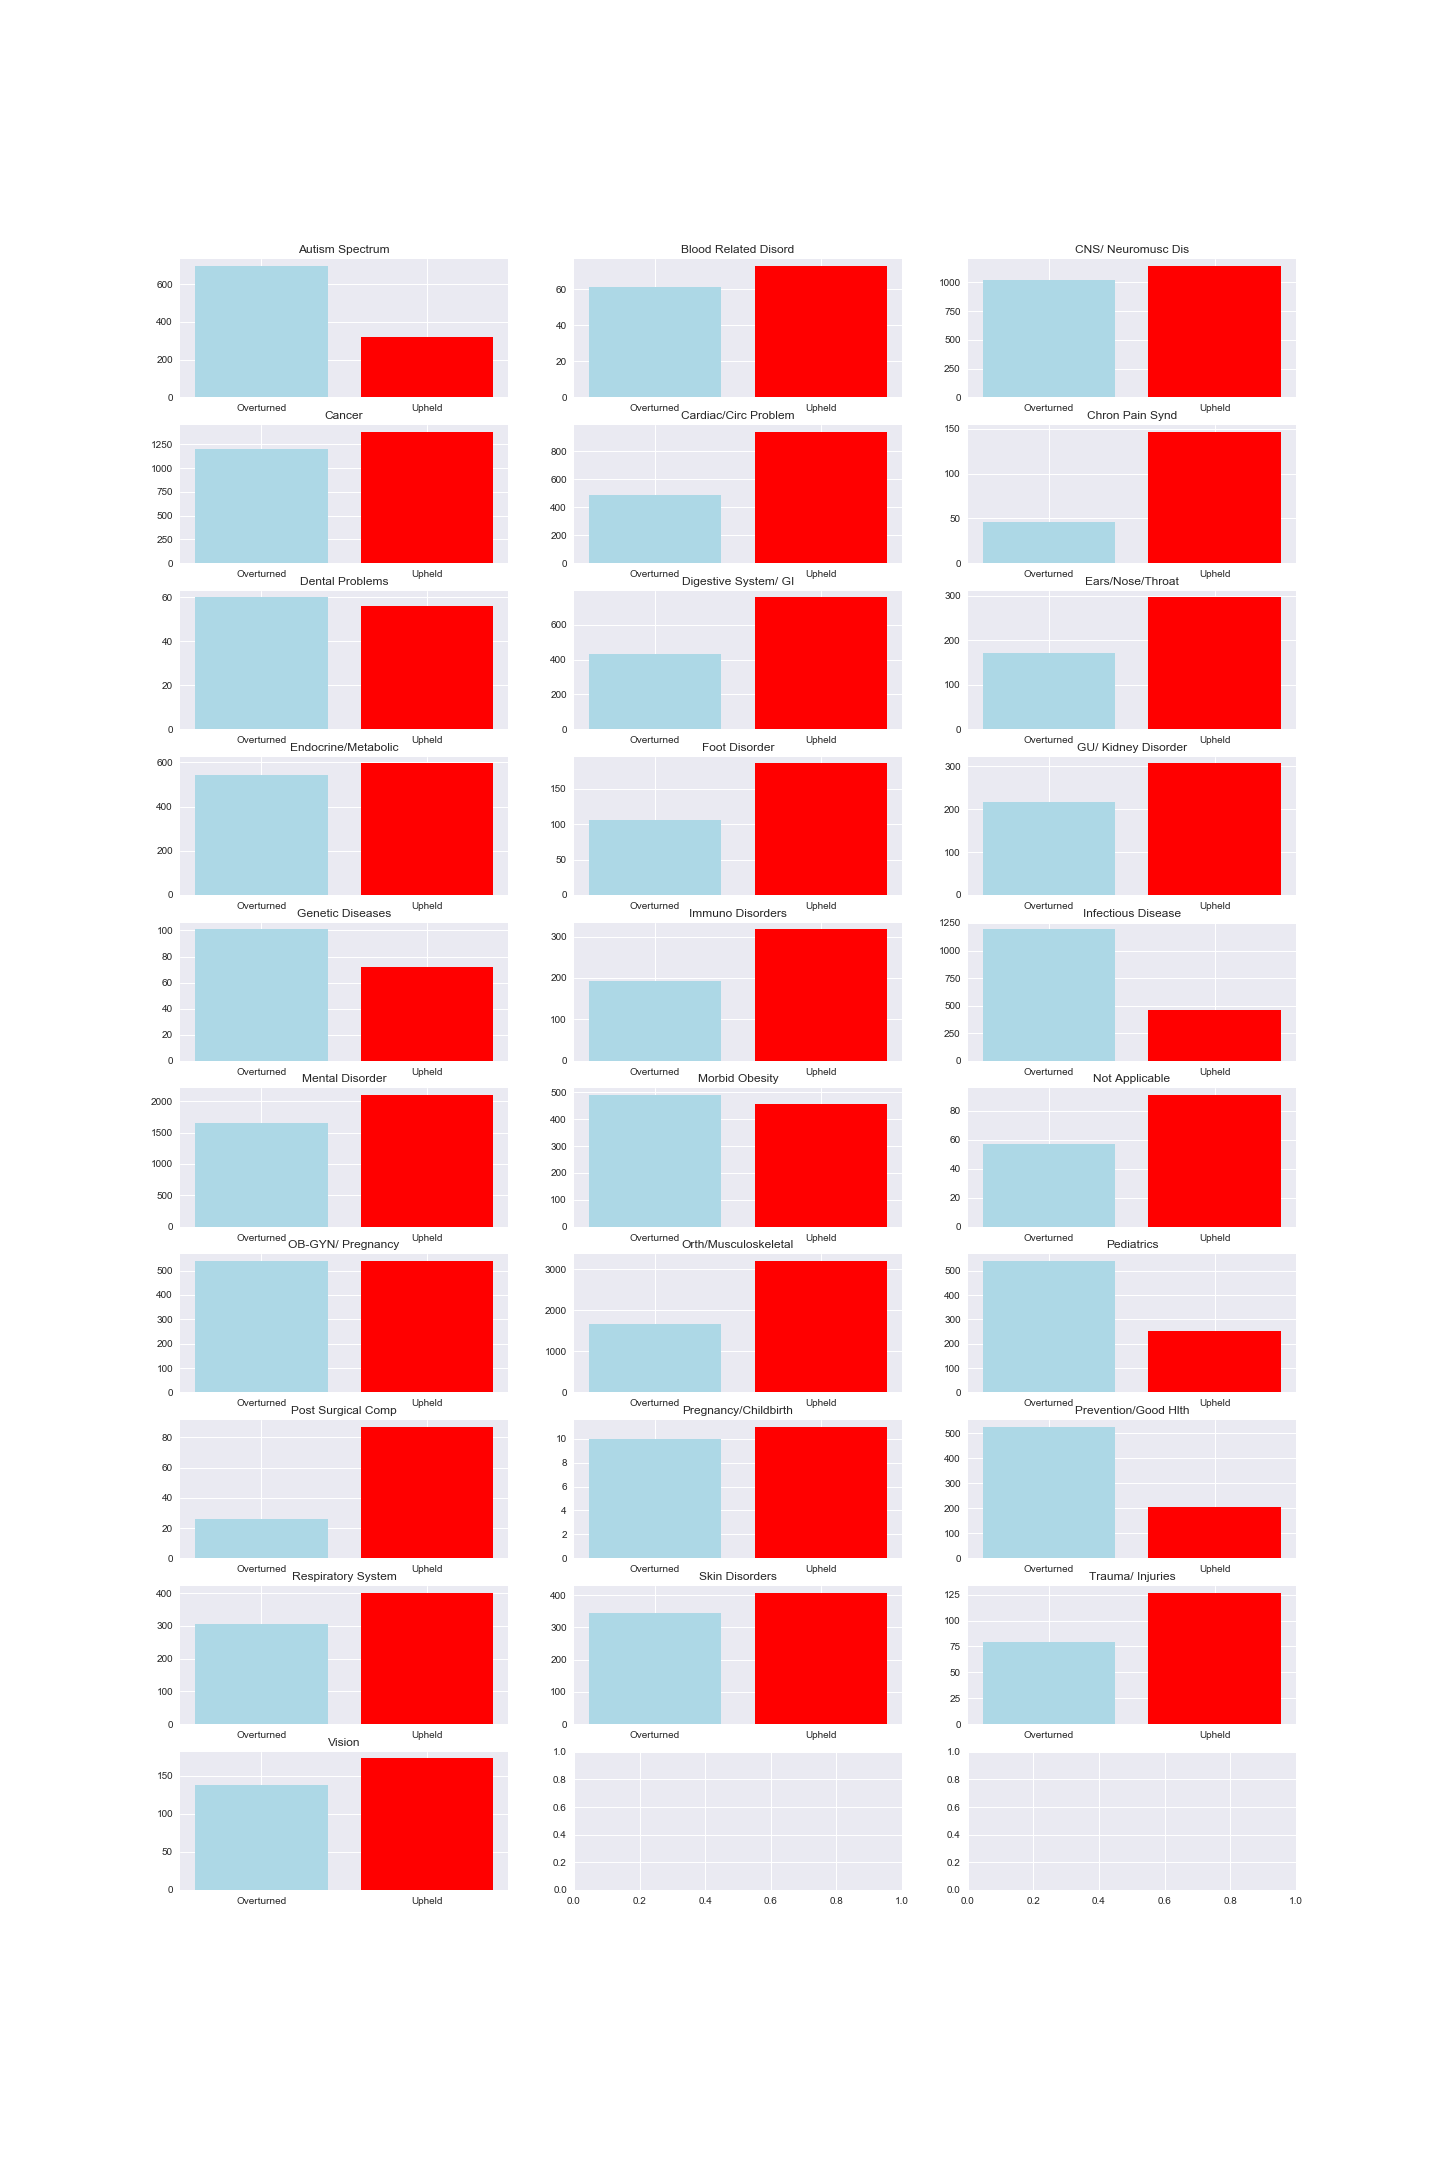 Autism Spectrum Blood Related Disord CNS/ Neuromusc Dis
600 60 1000
400 40 750
200 20 500
0 0 250
0
Overturned Upheld Overturned Upheld Overturned Upheld
Cancer Cardiac/Circ Problem Chron Pain Synd
1250 800 150
1000 600 100
750 400 50
500 200 0
250 0
0
Overturned Upheld Overturned Upheld Overturned Upheld
Dental Problems Digestive System/ GI Ears/Nose/Throat
60 600 300
40 400 200
20 200 100
0 0 0
Overturned Upheld Overturned Upheld Overturned Upheld
Endocrine/Metabolic Foot Disorder GU/ Kidney Disorder
600 150 300
400 100 200
200 50 100
0 0 0
Overturned Upheld Overturned Upheld Overturned Upheld
Genetic Diseases Immuno Disorders Infectious Disease
100 300 1250
80 200 1000
60 100 750
40 0 500
20 250
0 0
Overturned Upheld Overturned Upheld Overturned Upheld
Mental Disorder Morbid Obesity Not Applicable
2000 500 80
1500 400 60
1000 300 40
500 200 20
0 100 0
0
Overturned Upheld Overturned Upheld Overturned Upheld
OB-GYN/ Pregnancy Orth/Musculoskeletal Pediatrics
500 3000 500
400 2000 400
300 1000 300
200 0 200
100 100
0 0
Overturned Upheld Overturned Upheld Overturned Upheld
Post Surgical Comp Pregnancy/Childbirth Prevention/Good Hlth
80 10 500
60 8 400
40 6 300
20 4 200
0 2 100
0 0
Overturned Upheld Overturned Upheld Overturned Upheld
Respiratory System Skin Disorders Trauma/ Injuries
400 400 125
300 300 100
200 200 75
100 100 50
0 0 25
0
Overturned Upheld Overturned Upheld Overturned Upheld
Vision
150 1.0 1.0
100 0.8 0.8
50 0.6 0.6
0 0.4 0.4
0.2 0.2
0.0 0.0
Overturned Upheld 0.0 0.2 0.4 0.6 0.8 1.0 0.0 0.2 0.4 0.6 0.8 1.0